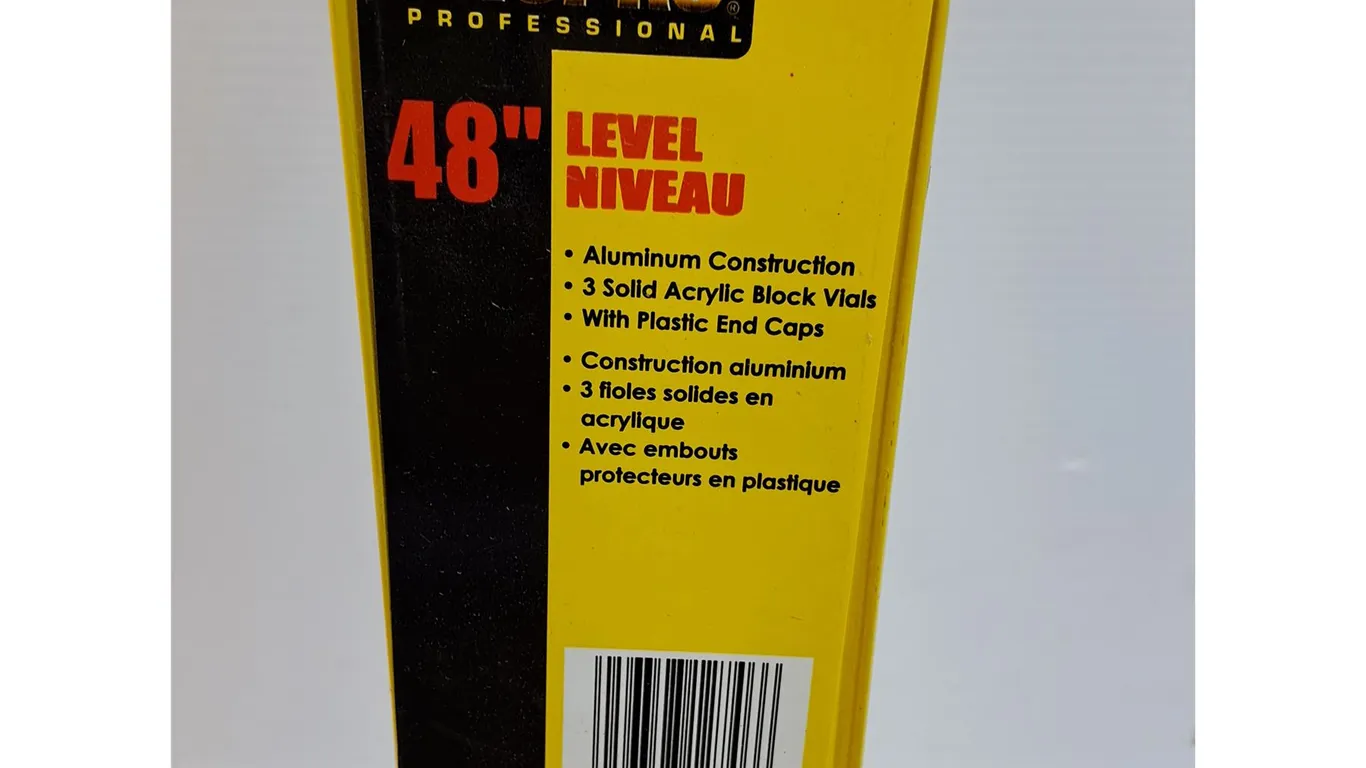 PROFESSIONAL
48"
LEVEL
NIVEAU
• Aluminum Construction
• 3 Solid Acrylic Block Vials
• With Plastic End Caps
• Construction aluminium
• 3 fioles solides en
acrylique
• Avec embouts
protecteurs en plastique